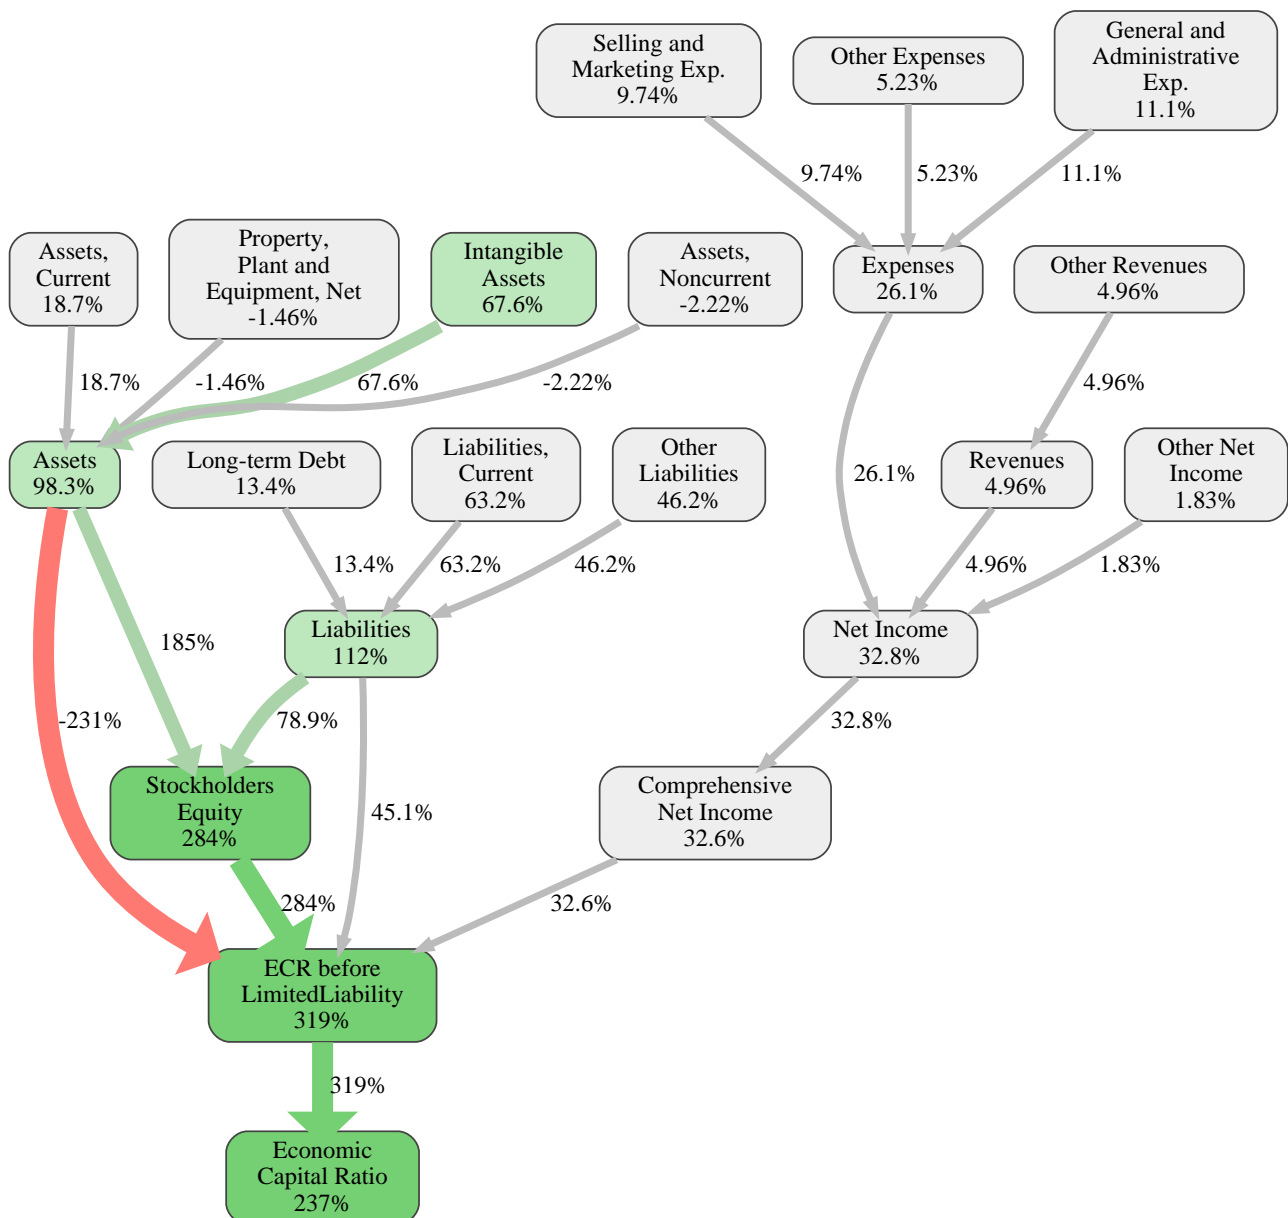 Selling and
Marketing Exp.
9.74%
Other Expenses
5.23%
General and
Administrative
Exp.
11.1%
9.74%
5.23%
11.1%
Assets,
Current
18.7%
Property,
Plant and
Equipment, Net
-1.46%
Intangible
Assets
67.6%
Assets,
Noncurrent
-2.22%
Expenses
26.1%
Other Revenues
4.96%
18.7%
-1.46%
67.6%
-2.22%
4.96%
Assets
98.3%
Long-term Debt
13.4%
Liabilities,
Current
63.2%
Other
Liabilities
46.2%
26.1%
Revenues
4.96%
Other Net
Income
1.83%
13.4%
63.2%
46.2%
4.96%
1.83%
185%
Liabilities
112%
Net Income
32.8%
-231%
78.9%
32.8%
Stockholders
Equity
284%
45.1%
Comprehensive
Net Income
32.6%
284%
32.6%
ECR before
LimitedLiability
319%
319%
Economic
Capital Ratio
237%